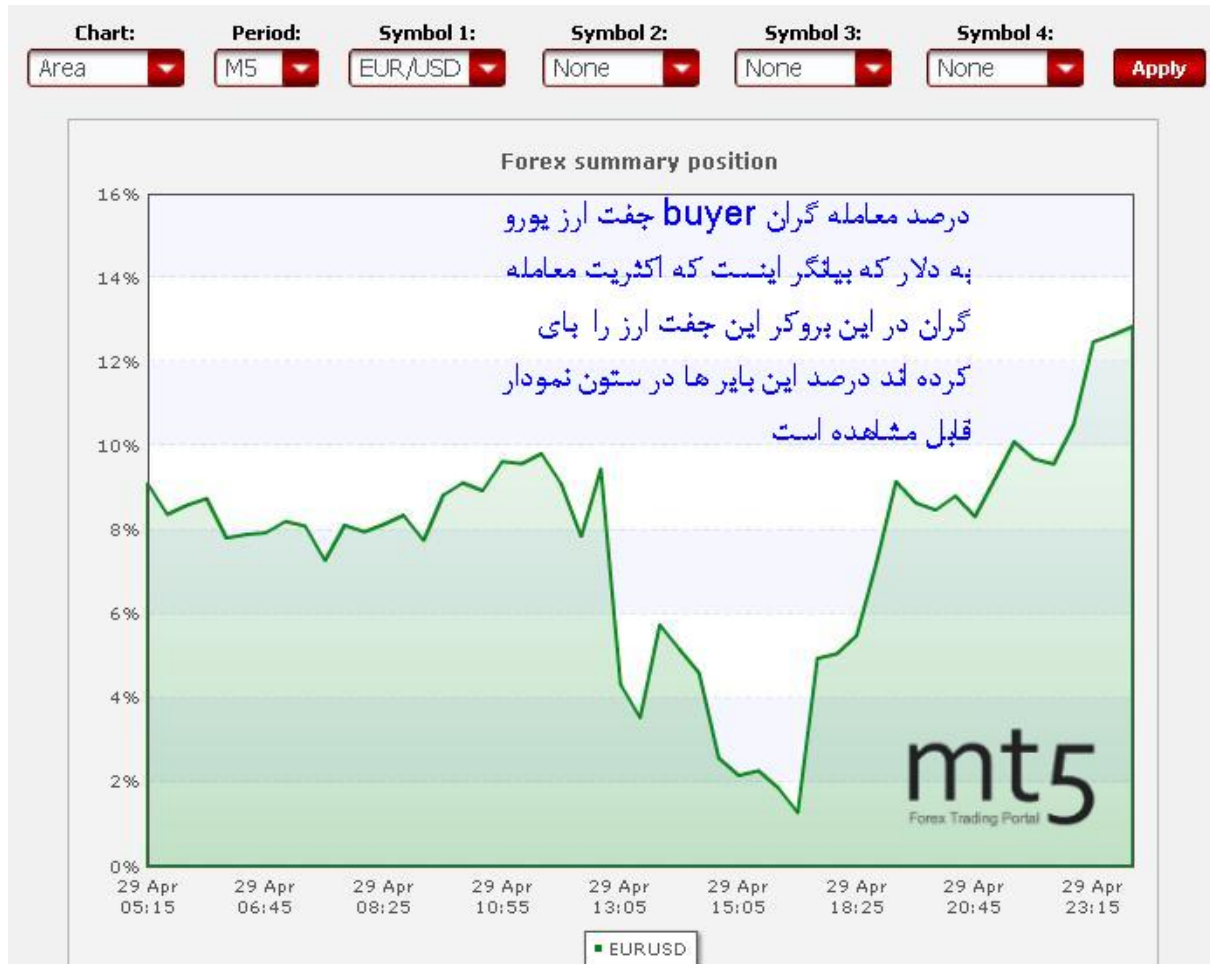 Chart: Period: Symbol 1: Symbol 2: Symbol 3: Symbol 4:
Area M5 EUR/USD None None None Apply
Forex summary position
16%
14%
12%
10%
8%
6%
4%
2%
0%
درصد معامله گران buyer جفت ارز یورو
به دلار که بیانگر اینست که اکثریت معامله
گران در این بروکر این جفت ارز را بای
کرده اند درصد این بایر ها در ستون نمودار
قابل مشاهده است
mt5
Forex Trading Portal
29 Apr 29 Apr 29 Apr 29 Apr 29 Apr 29 Apr 29 Apr 29 Apr 29 Apr
05:15 06:45 08:25 10:55 13:05 15:05 18:25 20:45 23:15
EURUSD